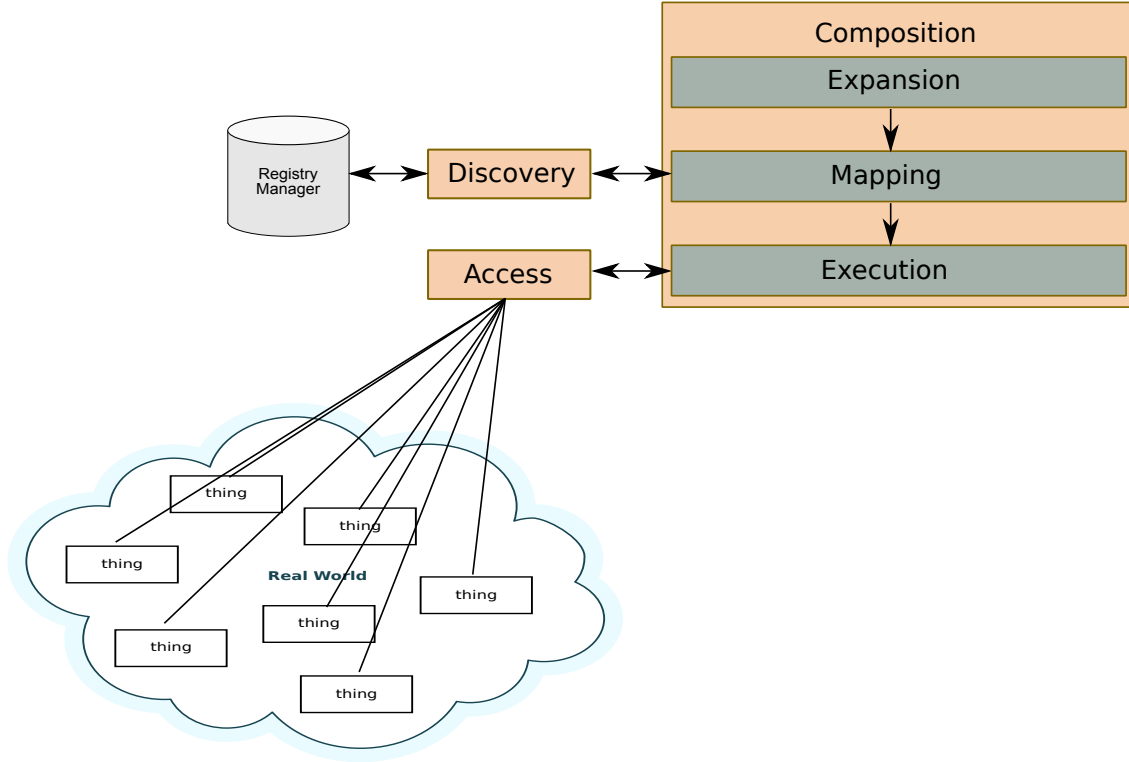 Composition
Expansion
Registry
Manager
Discovery
Mapping
Access
Execution
thing
thing
thing
Real World
thing
thing
thing
thing